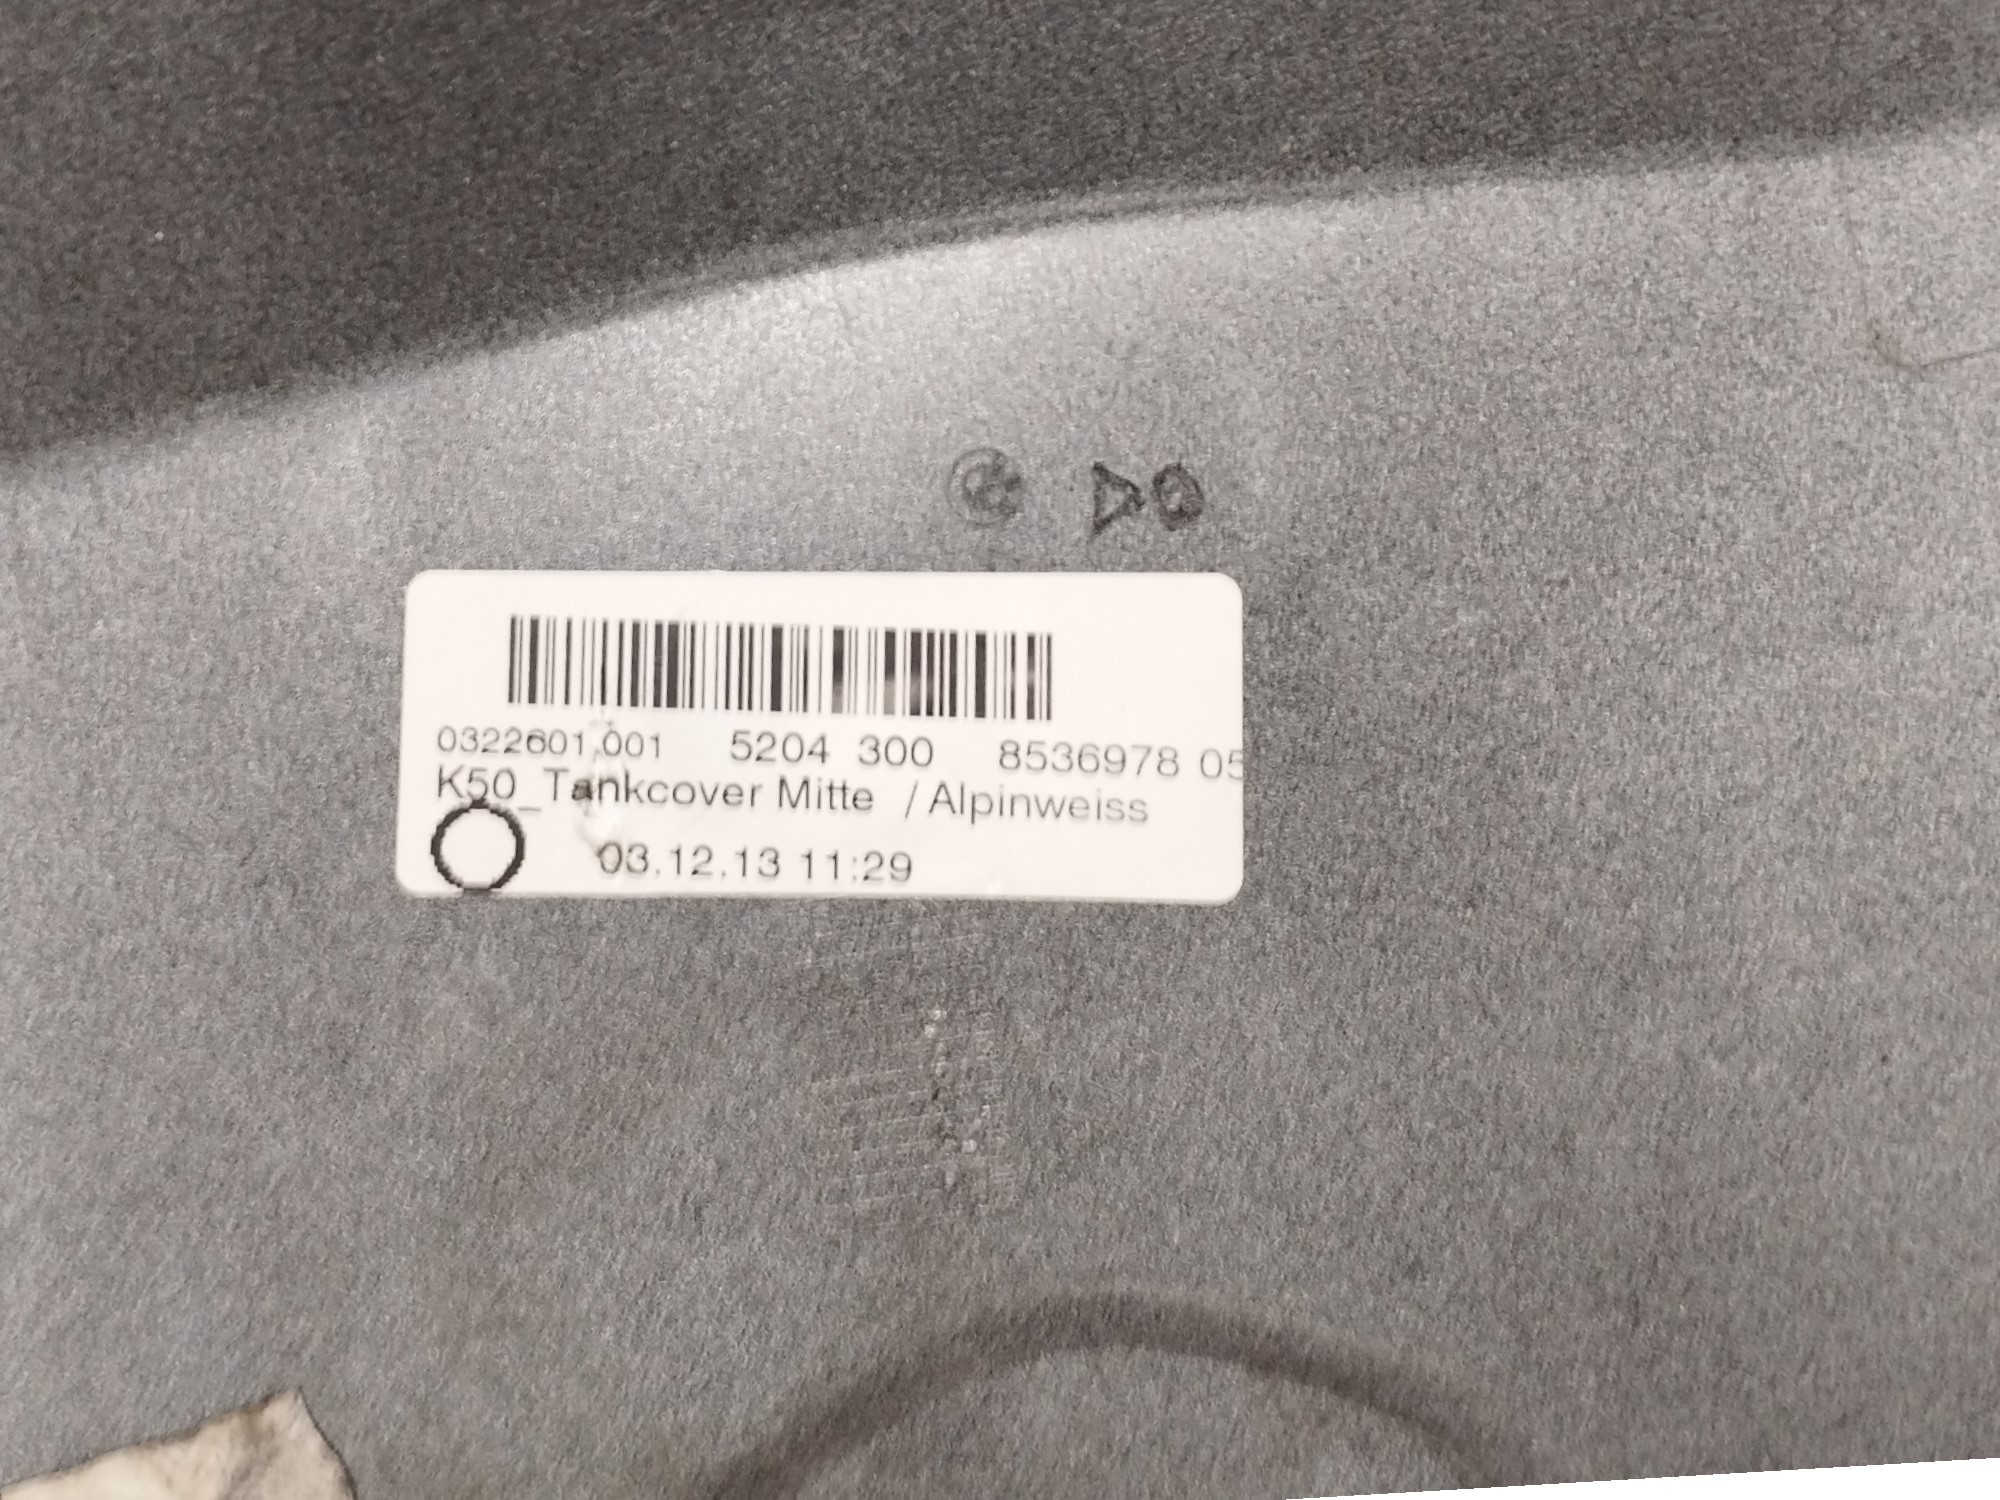 0322601.001 5204 300 8536978 05
K50_Tankcover Mitte / Alpinweiss
03.12.13 11:29